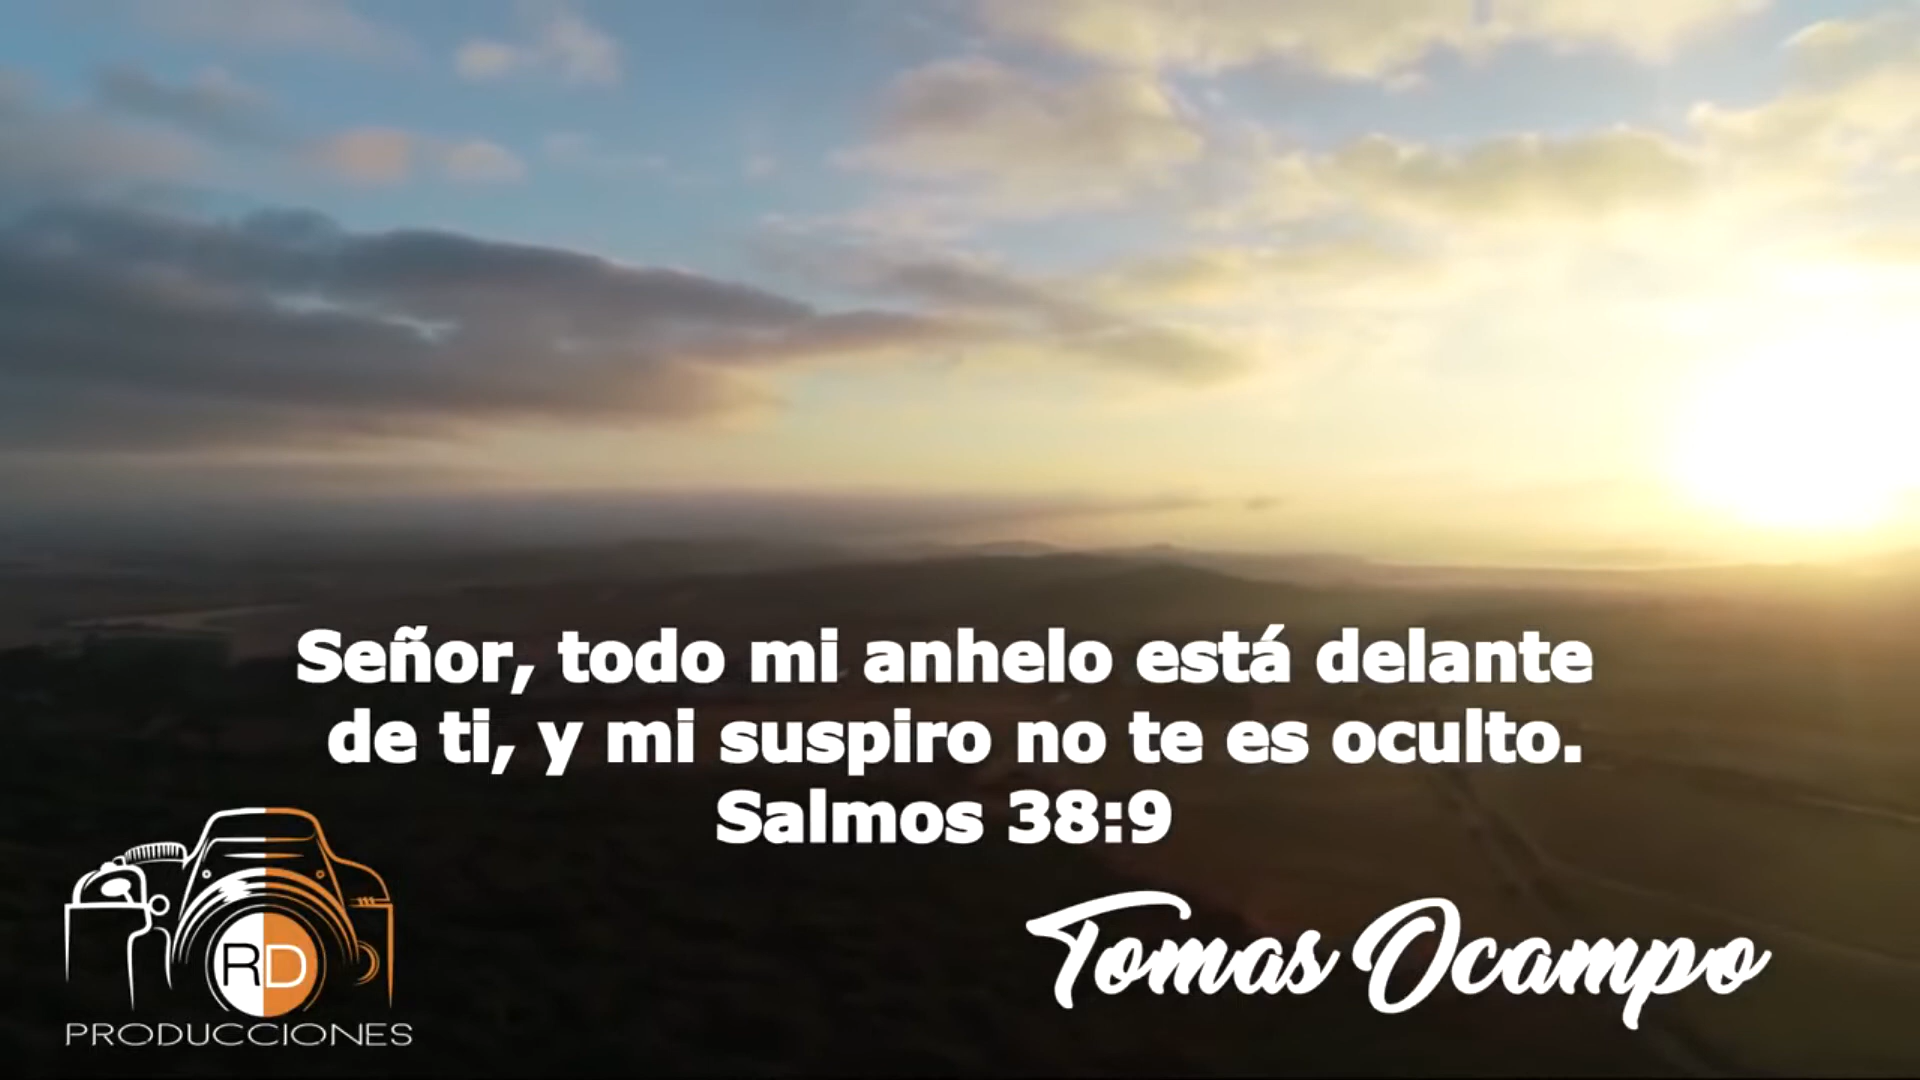 Señor, todo mi anhelo está delante
de ti, y mi suspiro no te es oculto.
Salmos 38:9
RD
PRODUCCIONES
Tomas Ocampo